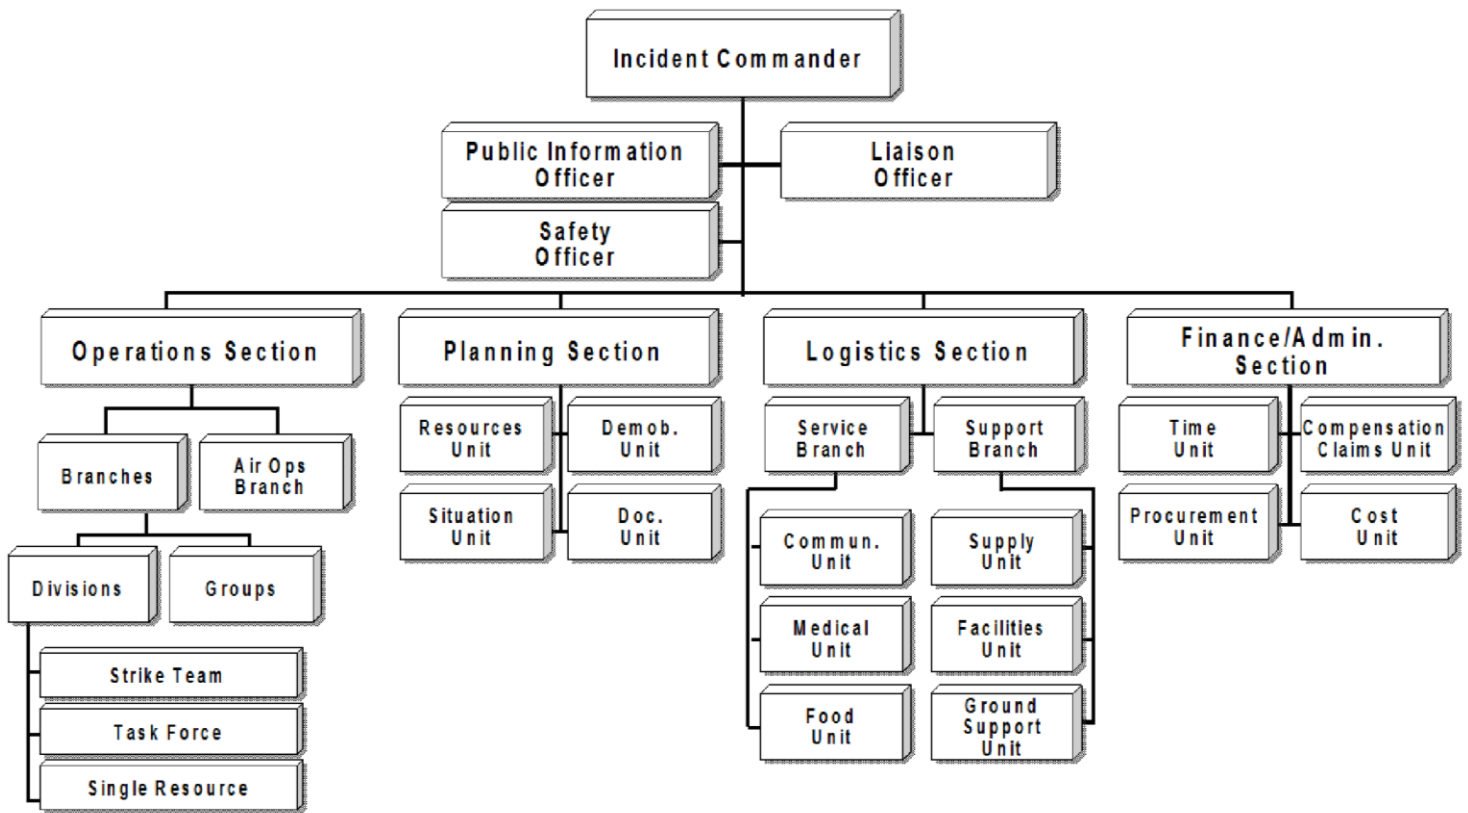 Incident Commander
Public Information
Officer
Liaison
Officer
Safety
Officer
Operations Section
Planning Section
Logistics Section
Finance/Admin.
Section
Branches
Air Ops
Branch
Divisions
Groups
Strike Team
Task Force
Single Resource
Resources
Unit
Demob.
Unit
Situation
Unit
Doc.
Unit
Service
Branch
Support
Branch
Commun.
Unit
Supply
Unit
Medical
Unit
Facilities
Unit
Food
Unit
Ground
Support
Unit
Time
Unit
Compensation
Claims Unit
Procurement
Unit
Cost
Unit